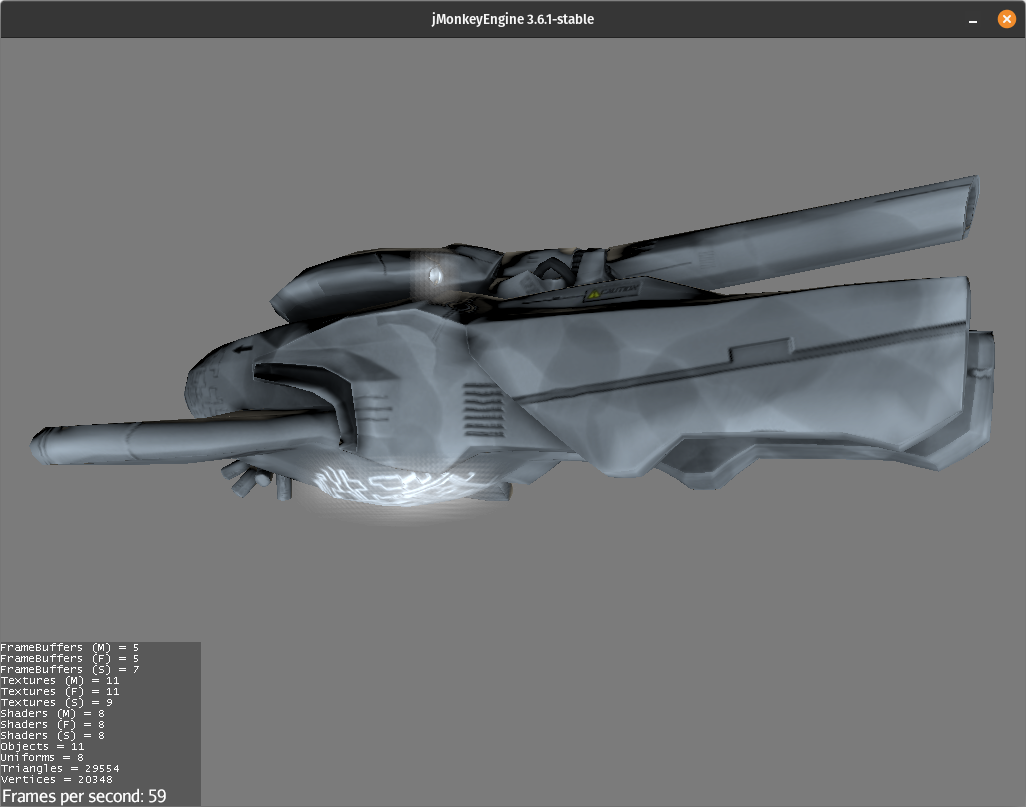 jMonkeyEngine 3.6.1-stable
CAUTION
FrameBuffers (M) = 5
FrameBuffers (F) = 5
FrameBuffers (S) = 7
Textures (M) = 11
Textures (F) = 11
Textures (S) = 9
Shaders (M) = 8
Shaders (F) = 8
Shaders (S) = 8
Objects = 11
Uniforms = 8
Triangles = 29554
Vertices = 20348
Frames per second: 59